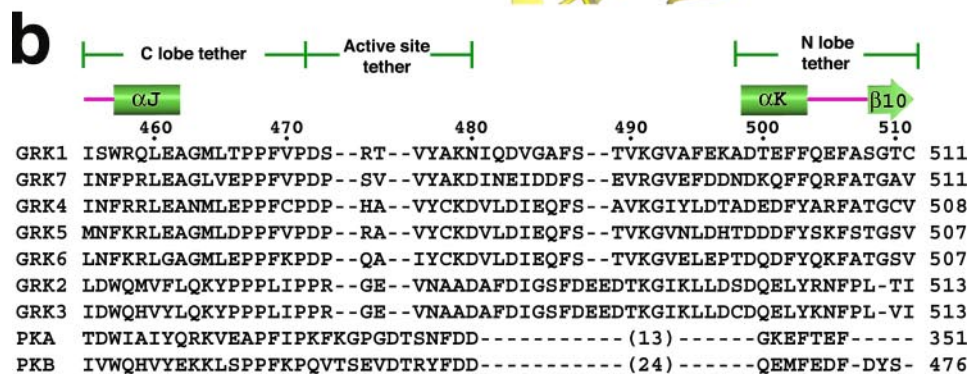 b
C lobe tether
Active site
tether
N lobe
tether
αJ
αK
β10
460 470 480 490 500 510
GRK1 ISWRQLEAGMLTPPFVPDS--RT--VYAKNIQDVGAFS--TVKGVAFEKADTEFFQEFASGTC 511
GRK7 INFPRLEAGLVEPPFVPDP--SV--VYAKDINEIDDFS--EVRGVEFDDNDKQFFQRFATGAV 511
GRK4 INFRRLEANMLEPPFCPDP--HA--VYCKDVLDIEQFS--AVKGIYLDTADEDFYARFATGCV 508
GRK5 MNFKRLEAGMLDPPFVPDP--RA--VYCKDVLDIEQFS--TVKGVNLDHTDDDFYSKFSTGSV 507
GRK6 LNFKRLGAGMLEPPFKPDP--QA--IYCKDVLDIEQFS--TVKGVELEPTDQDFYQKFATGSV 507
GRK2 LDWQMVFLQKYPPPLIPPR--GE--VNAADAFDIGSFDEEDTKGIKLLDSDQELYRNFPL-TI 513
GRK3 IDWQHVYLQKYPPPLIPPR--GE--VNAADAFDIGSFDEEDTKGIKLLDCDQELYKNFPL-VI 513
PKA TDWIAIYQRKVEAPFIPKFKGPGDTSNFDD-----------(13)------GKEFTEF----- 351
PKB IVWQHVYEKKLSPPFKPQVTSEVDTRYFDD-----------(24)------QEMFEDF-DYS- 476